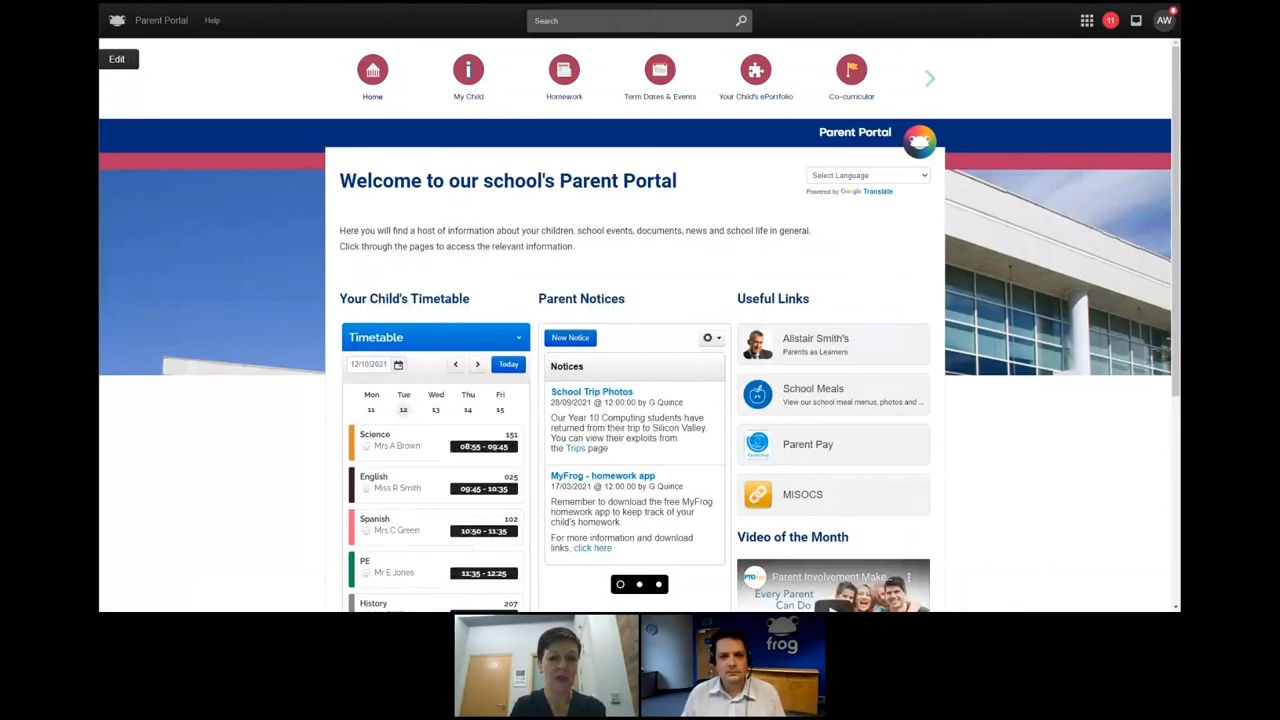 Parent Portal
Help
Search
11
AW
Edit
Home
My Child
Homework
Term Dates & Events
Your Child's ePortfolio
Co-curricular
Parent Portal
Welcome to our school's Parent Portal
Select Language
Powered by Google Translate
Here you will find a host of information about your children, school events, documents, news and school life in general.
Click through the pages to access the relevant information.
Your Child's Timetable
Timetable
12/10/2021
Today
Mon Tue Wed Thu Fri
11 12 13 14 15
Science 151
Mrs A Brown 08:55 - 09:45
English 025
Miss R Smith 09:45 - 10:35
Spanish 102
Mrs C Green 10:50 - 11:35
PE
Mr E Jones 11:35 - 12:25
History 207
Parent Notices
New Notice
Notices
School Trip Photos
28/09/2021 @ 12:00:00 by G Quince
Our Year 10 Computing students have
returned from their trip to Silicon Valley.
You can view their exploits from
the Trips page
MyFrog - homework app
17/03/2021 @ 12:00:00 by G Quince
Remember to download the free MyFrog
homework app to keep track of your
child's homework.
For more information and download
links, click here
Useful Links
Alistair Smith's
Parents as Learners
School Meals
View our school meal menus, photos and ...
Parent Pay
MISOCS
Video of the Month
Parent Involvement Make...
Every Parent
Can Do
frog